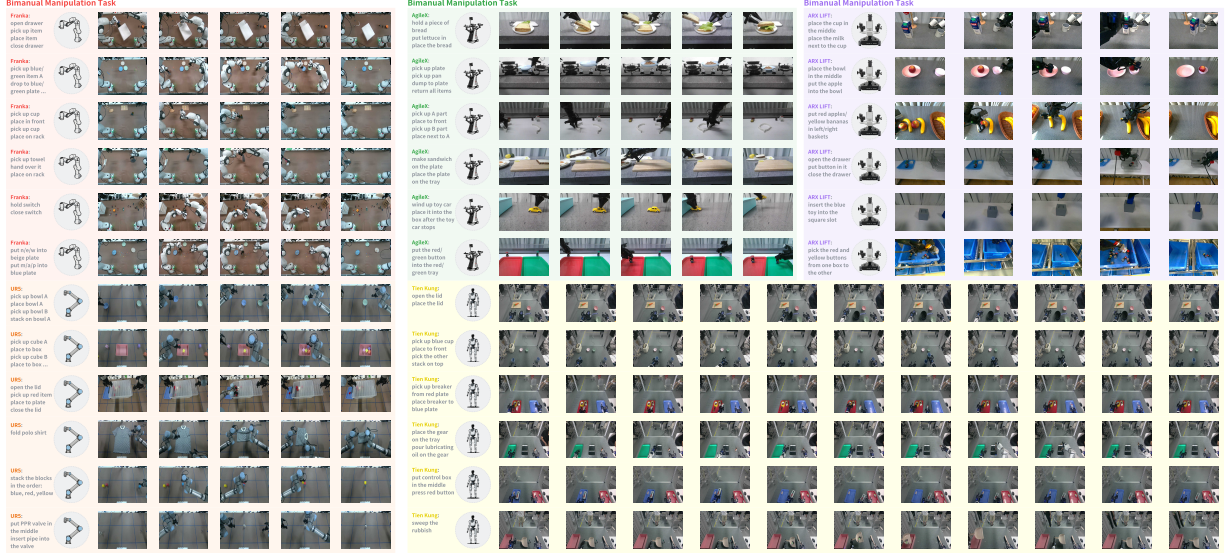 Bimanual Manipulation Task
Franka:
open drawer
pick up item
place item
close drawer
Franka:
pick up blue/
green item A
drop to blue/
green plate ...
Franka:
pick up cup
place in front
pick up cup
place on rack
Franka:
pick up towel
hand over it
place on rack
Franka:
hold switch
close switch
Franka:
put n/e/w into
beige plate
put m/a/p into
blue plate
UR5:
pick up bowl A
place bowl A
pick up bowl B
stack on bowl A
UR5:
pick up cube A
place to box
pick up cube B
place to box ...
UR5:
open the lid
pick up red item
place to plate
close the lid
UR5:
fold polo shirt
UR5:
stack the blocks
in the order:
blue, red, yellow
UR5:
put PPR valve in
the middle
insert pipe into
the valve
Bimanual Manipulation Task
AgileX:
hold a piece of
bread
put lettuce in
place the bread
AgileX:
pick up plate
pick up pan
dump to plate
return all items
AgileX:
pick up A part
place to front
pick up B part
place next to A
AgileX:
make sandwich
on the plate
place the plate
on the tray
AgileX:
wind up toy car
place it into the
box after the toy
car stops
AgileX:
put the red/
green button
into the red/
green tray
Tien Kung:
open the lid
place the lid
Tien Kung:
pick up blue cup
place to front
pick the other
stack on top
Tien Kung:
pick up breaker
from red plate
place breaker to
blue plate
Tien Kung:
place the gear
on the tray
pour lubricating
oil on the gear
Tien Kung:
put control box
in the middle
press red button
Tien Kung:
sweep the
rubbish
Bimanual Manipulation Task
ARX LIFT:
place the cup in
the middle
place the milk
next to the cup
ARX LIFT:
place the bowl
in the middle
put the apple
into the bowl
ARX LIFT:
put red apples/
yellow bananas
in left/right
baskets
ARX LIFT:
open the drawer
put button in it
close the drawer
ARX LIFT:
insert the blue
toy into the
square slot
ARX LIFT:
pick the red and
yellow buttons
from one box to
the other